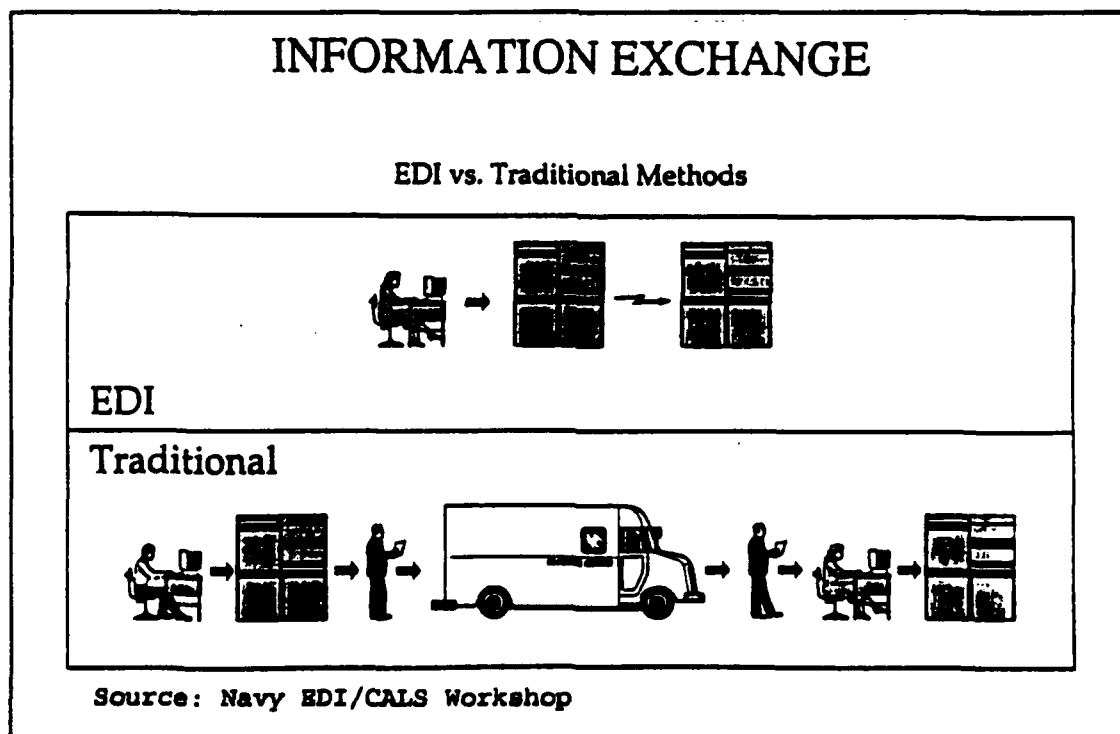 INFORMATION EXCHANGE
EDI vs. Traditional Methods
EDI
Traditional
Source: Navy EDI/CALS Workshop